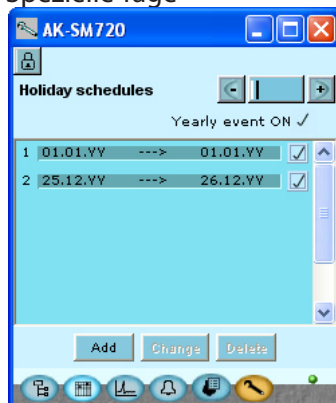 Spezielle Tage
AK-SM720
Holiday schedules
Yearly event ON ✓
1 01.01.YY ---> 01.01.YY
2 25.12.YY ---> 26.12.YY
Add Change Delete